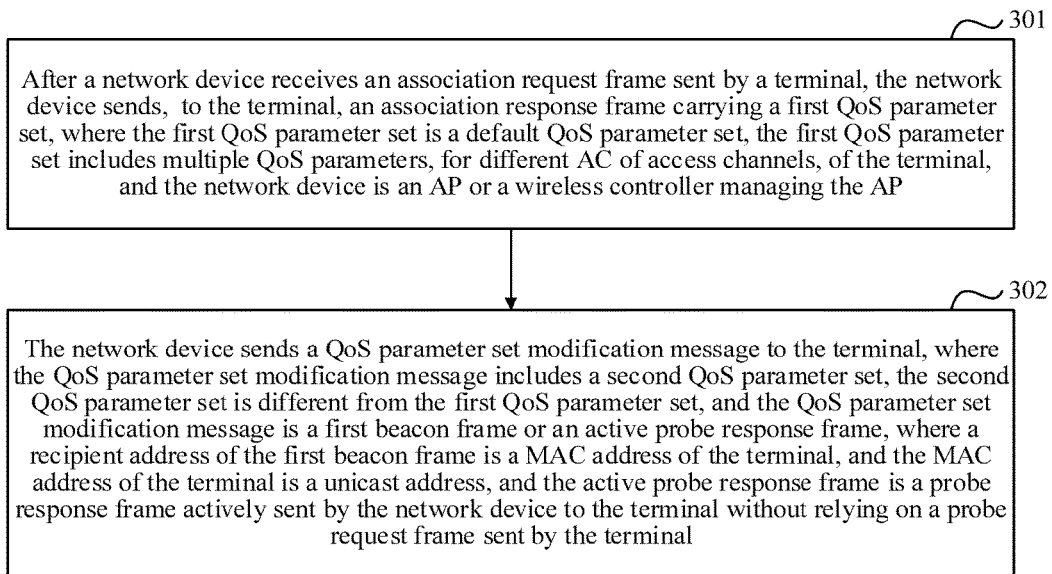 301
After a network device receives an association request frame sent by a terminal, the network
device sends, to the terminal, an association response frame carrying a first QoS parameter
set, where the first QoS parameter set is a default QoS parameter set, the first QoS parameter
set includes multiple QoS parameters, for different AC of access channels, of the terminal,
and the network device is an AP or a wireless controller managing the AP
302
The network device sends a QoS parameter set modification message to the terminal, where
the QoS parameter set modification message includes a second QoS parameter set, the second
QoS parameter set is different from the first QoS parameter set, and the QoS parameter set
modification message is a first beacon frame or an active probe response frame, where a
recipient address of the first beacon frame is a MAC address of the terminal, and the MAC
address of the terminal is a unicast address, and the active probe response frame is a probe
response frame actively sent by the network device to the terminal without relying on a probe
request frame sent by the terminal